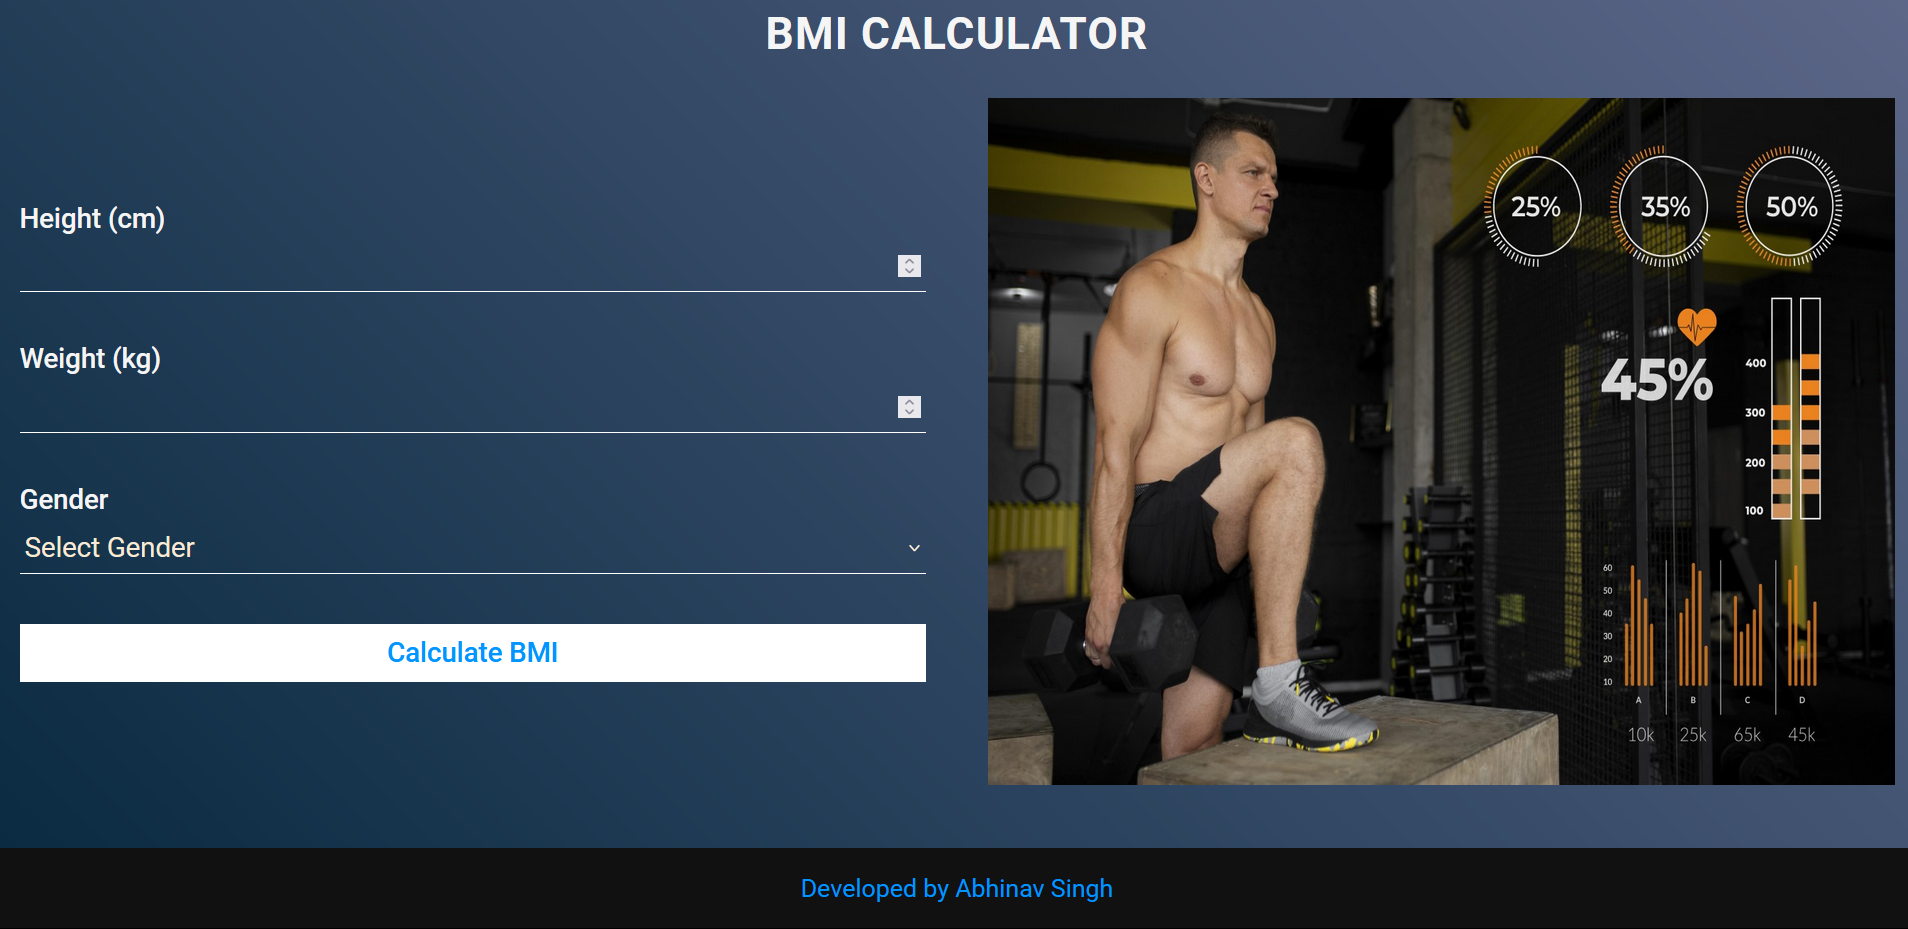 BMI CALCULATOR
Height (cm)
Weight (kg)
Gender
Select Gender
Calculate BMI
25% 35% 50%
45%
400
300
200
100
60
50
40
30
20
10
A B C D
10k 25k 65k 45k
Developed by Abhinav Singh